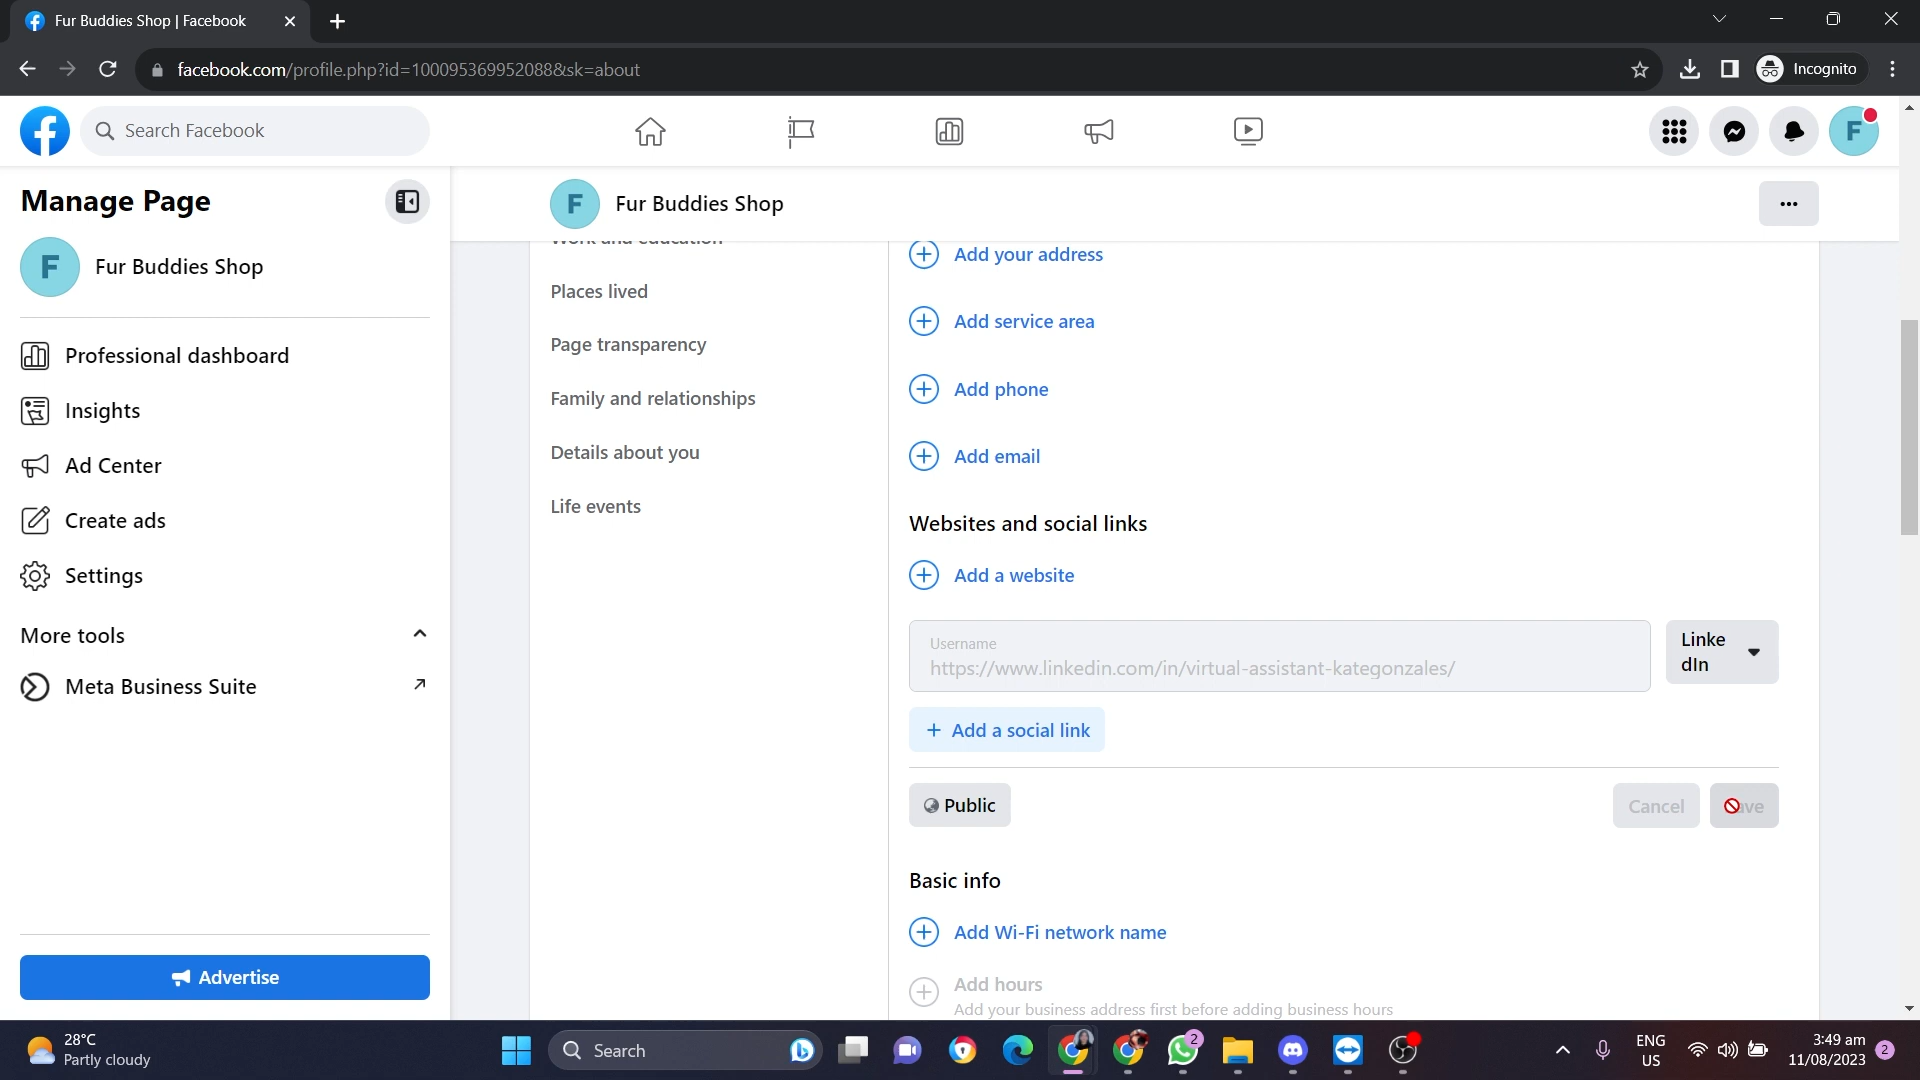 Fur Buddies Shop | Facebook
facebook.com/profile.php?id=100095369952088&sk=about
Incognito
Search Facebook
F
Manage Page
F
Fur Buddies Shop
F
Fur Buddies Shop
Professional dashboard
Insights
Ad Center
Create ads
Settings
More tools
Meta Business Suite
Advertise
Work and education
Places lived
Page transparency
Family and relationships
Details about you
Life events
Add your address
Add service area
Add phone
Add email
Websites and social links
Add a website
Username
https://www.linkedin.com/in/virtual-assistant-kategonzales/
Linke
dIn
+ Add a social link
Public
Cancel
Basic info
Add Wi-Fi network name
Add hours
Add your business address first before adding business hours
28°C
Partly cloudy
Search
2
ENG
US
3:49 am
11/08/2023
2